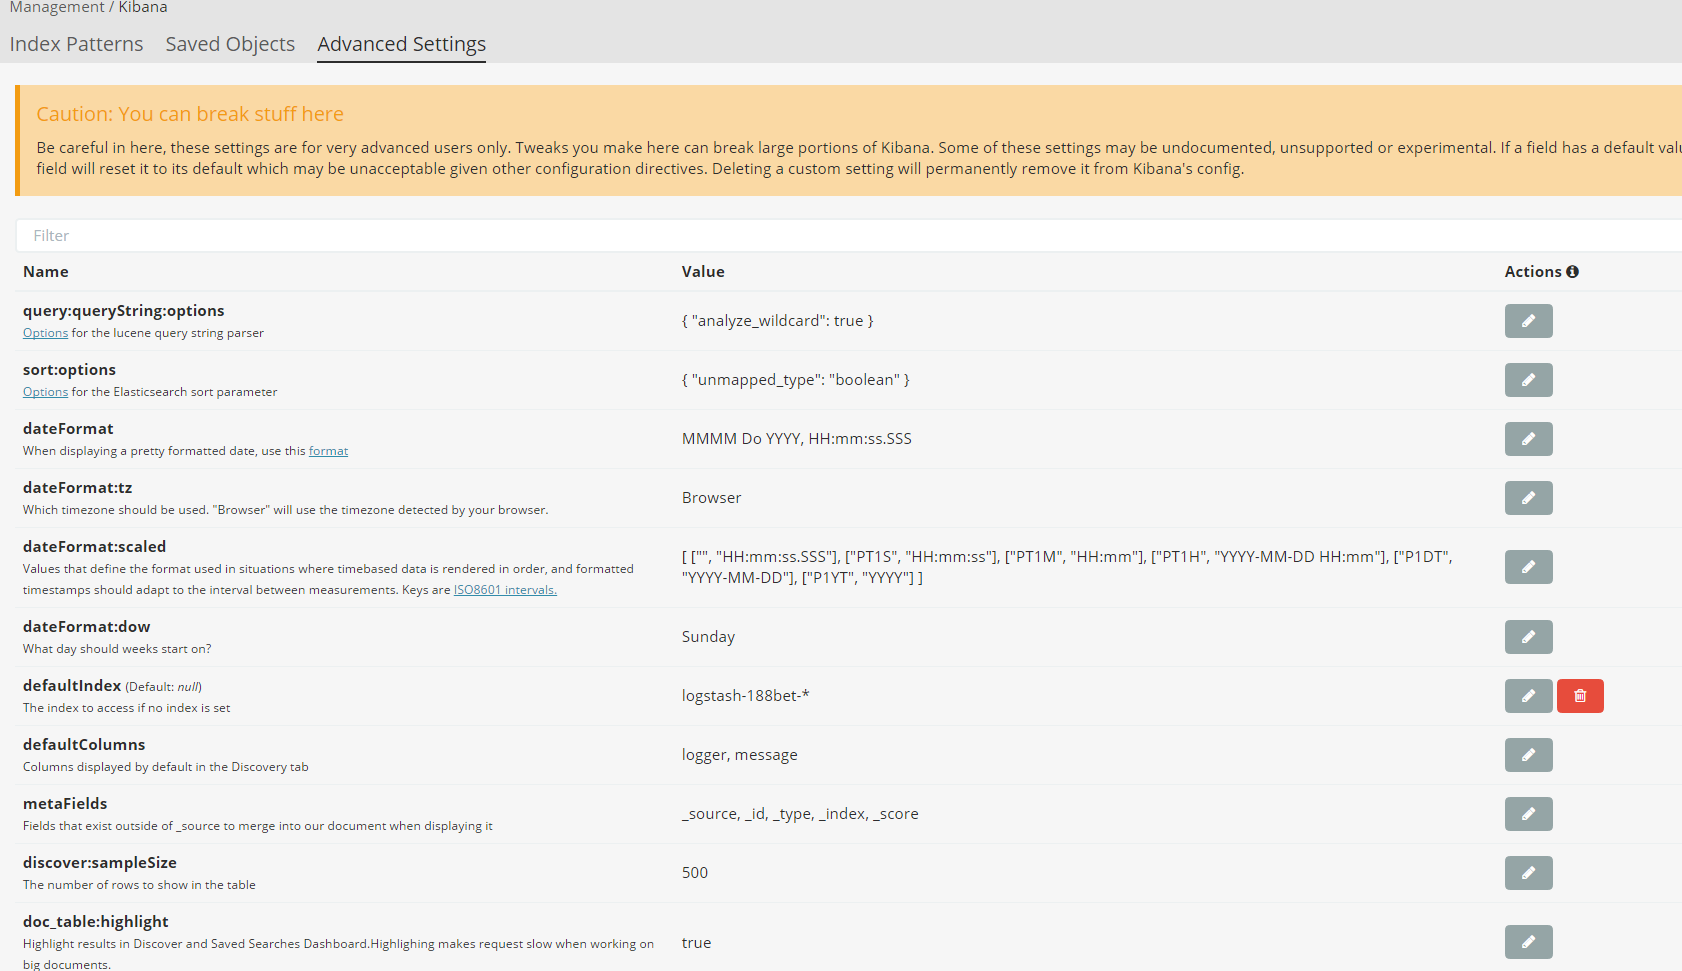 Management / Kibana
Index Patterns Saved Objects Advanced Settings
Caution: You can break stuff here
Be careful in here, these settings are for very advanced users only. Tweaks you make here can break large portions of Kibana. Some of these settings may be undocumented, unsupported or experimental. If a field has a default
field will reset it to its default which may be unacceptable given other configuration directives. Deleting a custom setting will permanently remove it from Kibana's config.
Filter
Name Value Actions
query:queryString:options
Options for the lucene query string parser
{ "analyze_wildcard": true }
sort:options
Options for the Elasticsearch sort parameter
{ "unmapped_type": "boolean" }
dateFormat
When displaying a pretty formatted date, use this format
MMMM Do YYYY, HH:mm:ss.SSS
dateFormat:tz
Which timezone should be used. "Browser" will use the timezone detected by your browser.
Browser
dateFormat:scaled
Values that define the format used in situations where timebased data is rendered in order, and formatted
timestamps should adapt to the interval between measurements. Keys are ISO8601 intervals.
[ ["", "HH:mm:ss.SSS"], ["PT1S", "HH:mm:ss"], ["PT1M", "HH:mm"], ["PT1H", "YYYY-MM-DD HH:mm"], ["P1DT",
"YYYY-MM-DD"], ["P1YT", "YYYY"] ]
dateFormat:dow
What day should weeks start on?
Sunday
defaultIndex (Default: null)
The index to access if no index is set
logstash-188bet-*
defaultColumns
Columns displayed by default in the Discovery tab
logger, message
metaFields
Fields that exist outside of _source to merge into our document when displaying it
_source, _id, _type, _index, _score
discover:sampleSize
The number of rows to show in the table
500
doc_table:highlight
Highlight results in Discover and Saved Searches Dashboard.Highlighing makes request slow when working on
big documents.
true